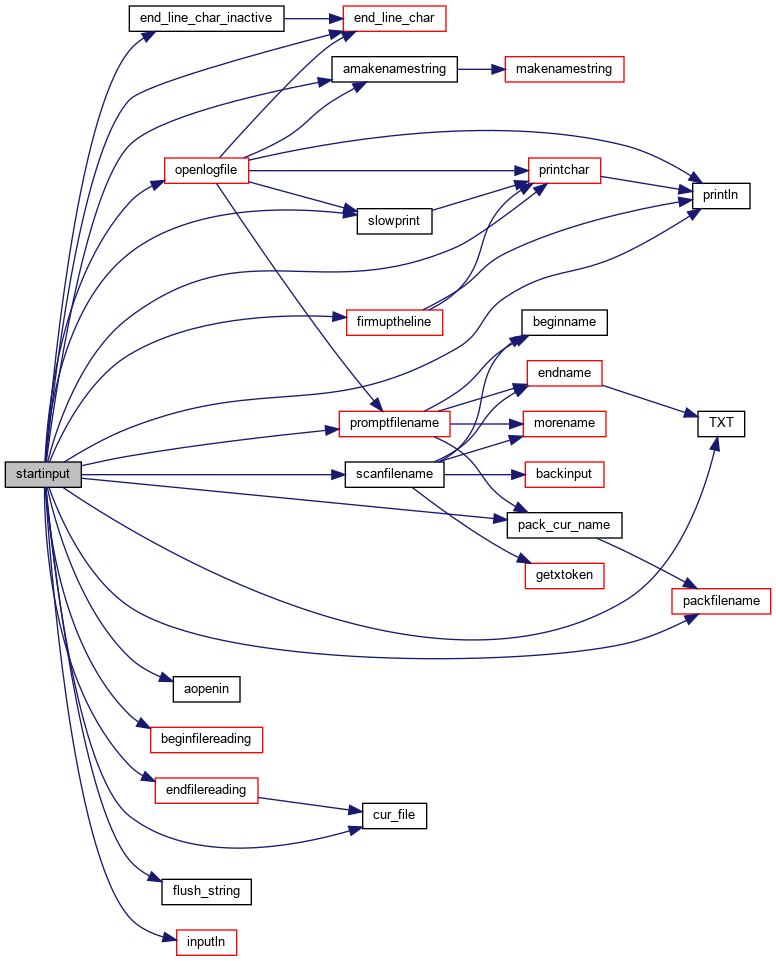 end_line_char_inactive
end_line_char
amakenamestring
makenamestring
openlogfile
printchar
println
slowprint
firmuptheline
beginname
endname
promptfilename
morename
TXT
startinput
scanfilename
backinput
pack_cur_name
getxtoken
packfilename
aopenin
beginfilereading
endfilereading
cur_file
flush_string
inputln